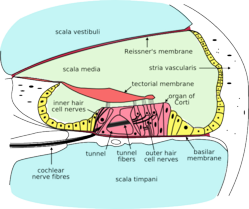 scala vestibuli
Reissner's membrane
scala media
stria vascularis
tectorial membrane
inner hair
cell nerves
organ of
Corti
cochlear
nerve fibres
tunnel
tunnel
fibers
outer hair
cell nerves
basilar
membrane
scala timpani